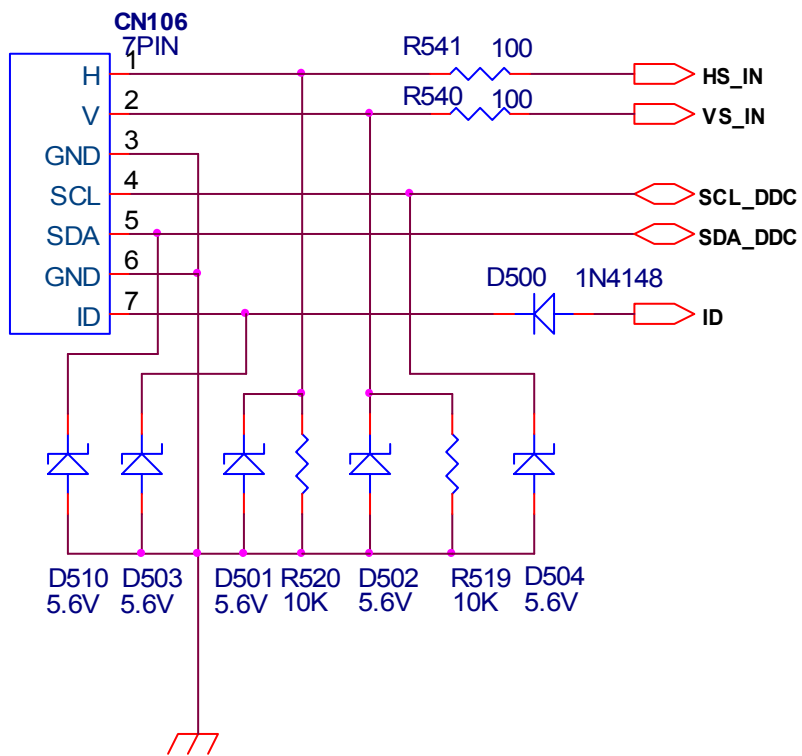 CN106
7PIN
H 1 R541 100 HS_IN
V 2 R540 100 VS_IN
GND 3
SCL 4 SCL_DDC
SDA 5 SDA_DDC
GND 6
D500 1N4148
ID 7 ID
D510 D503 D501 R520 D502 R519 D504
5.6V 5.6V 5.6V 10K 5.6V 10K 5.6V